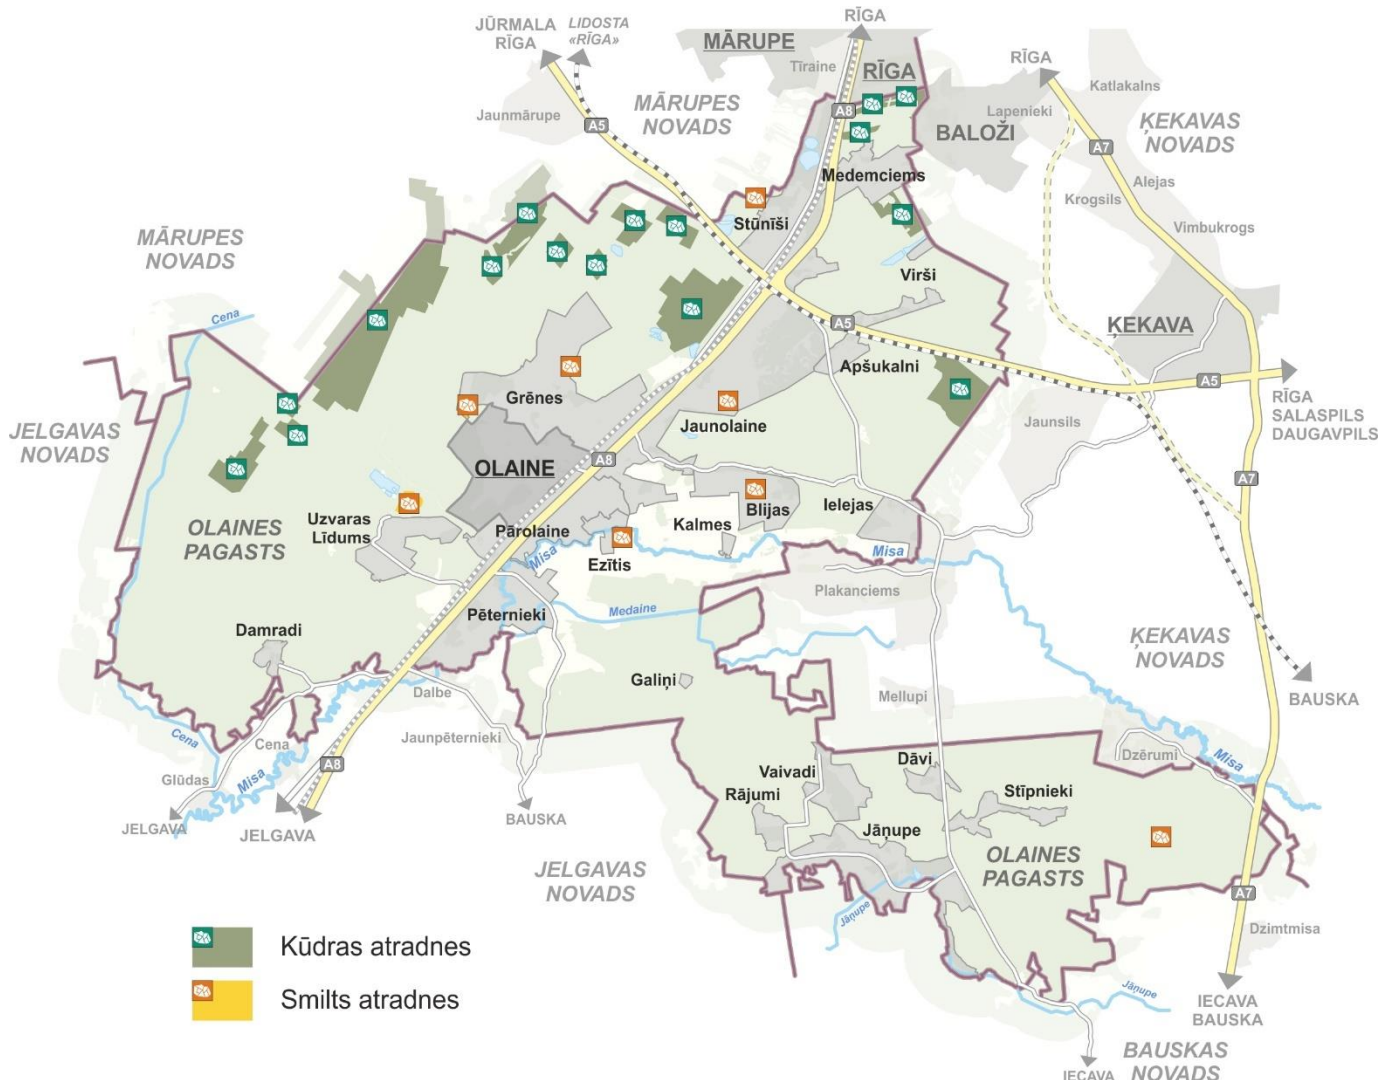 JŪRMALA
RĪGA
LIDOSTA
«RĪGA»
MĀRUPE
Tīraine
RĪGA
RĪGA
RĪGA
Katlakalns
Lapenieki
ĶEKAVAS
NOVADS
MĀRUPES
NOVADS
Jaunmārupe
A5
A8
BALOŽI
A7
Medemciems
Alejas
Krogsils
Vimbukrogs
Stūnīši
MĀRUPES
NOVADS
Virši
Cena
A5
ĶEKAVA
Apšukalni
Grēnes
A5
RĪGA
SALASPILS
DAUGAVPILS
Jaunolaine
Jaunsils
JELGAVAS
NOVADS
OLAINE
A8
A7
Blijas
Ielejas
Kalmes
Uzvaras
Līdums
OLAINES
PAGASTS
Pārolaine
Misa
Ezītis
Misa
Plakanciems
Medaine
Pēternieki
Damradi
ĶEKAVAS
NOVADS
Galiņi
Mellupi
BAUSKA
Dalbe
Cena
Cena
Jaunpēternieki
Dzērumi
Misa
Glūdas
Misa
A8
Vaivadi
Dāvi
Rājumi
Stīpnieki
JELGAVA
JELGAVA
BAUSKA
Jāņupe
OLAINES
PAGASTS
JELGAVAS
NOVADS
A7
Jāņupe
Dzimtmisa
Kūdras atradnes
Smilts atradnes
Jāņupe
IECAVA
BAUSKA
BAUSKAS
NOVADS
IECAVA